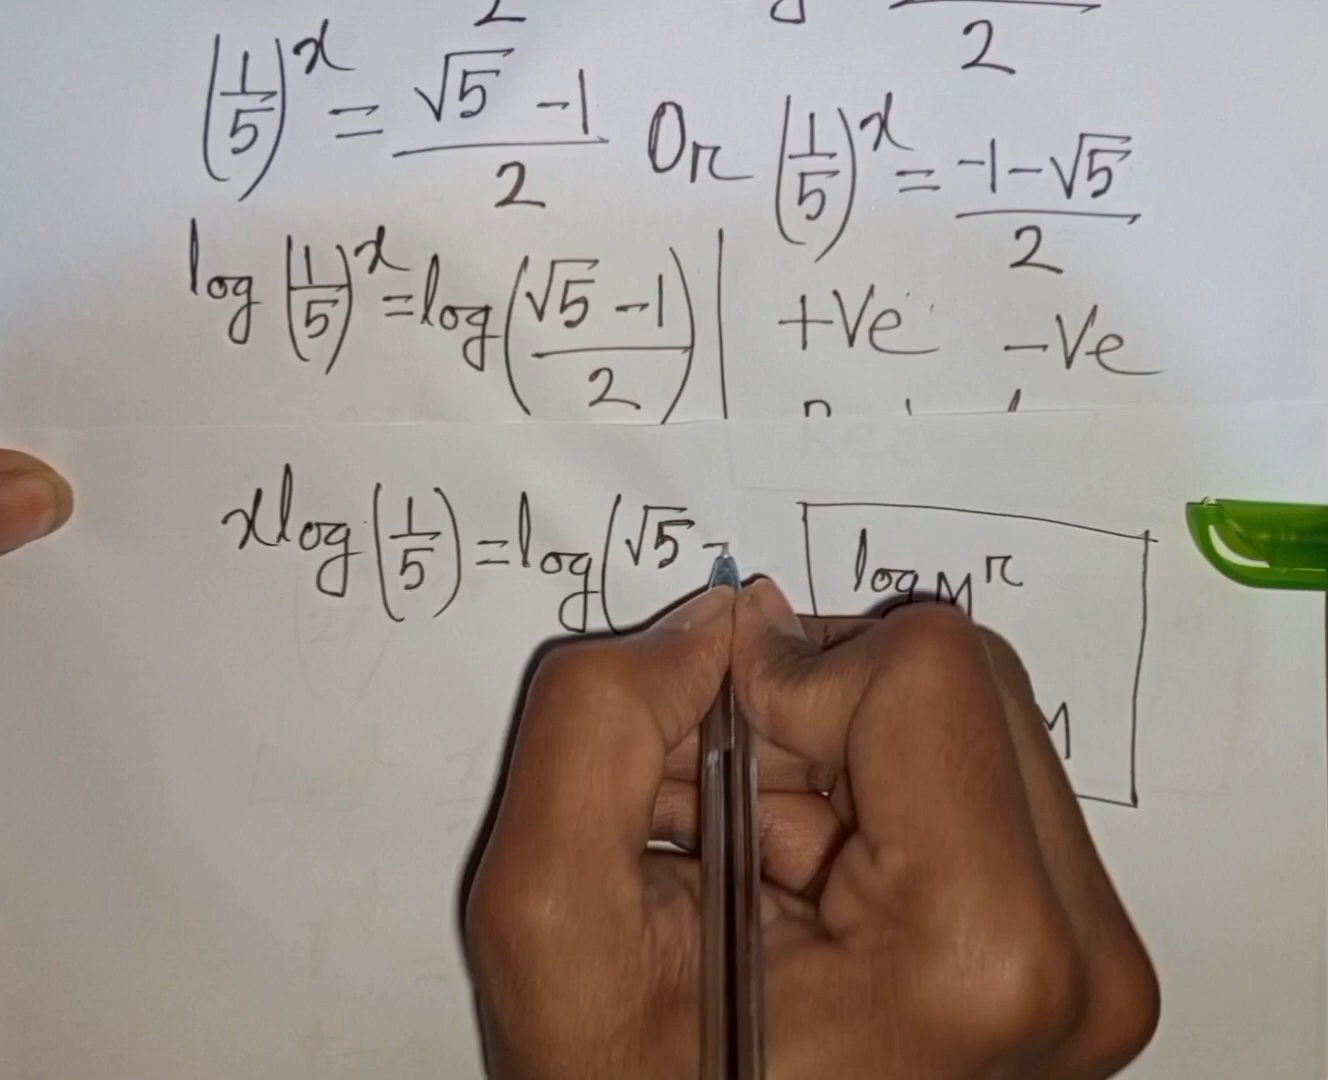 2
(1/5)^x = (√5 -1)/2 Or (1/5)^x = (-1-√5)/2
log (1/5)^x = log ((√5 -1)/2) | +Ve -Ve
x log (1/5) = log (√5 -
log M^r
M